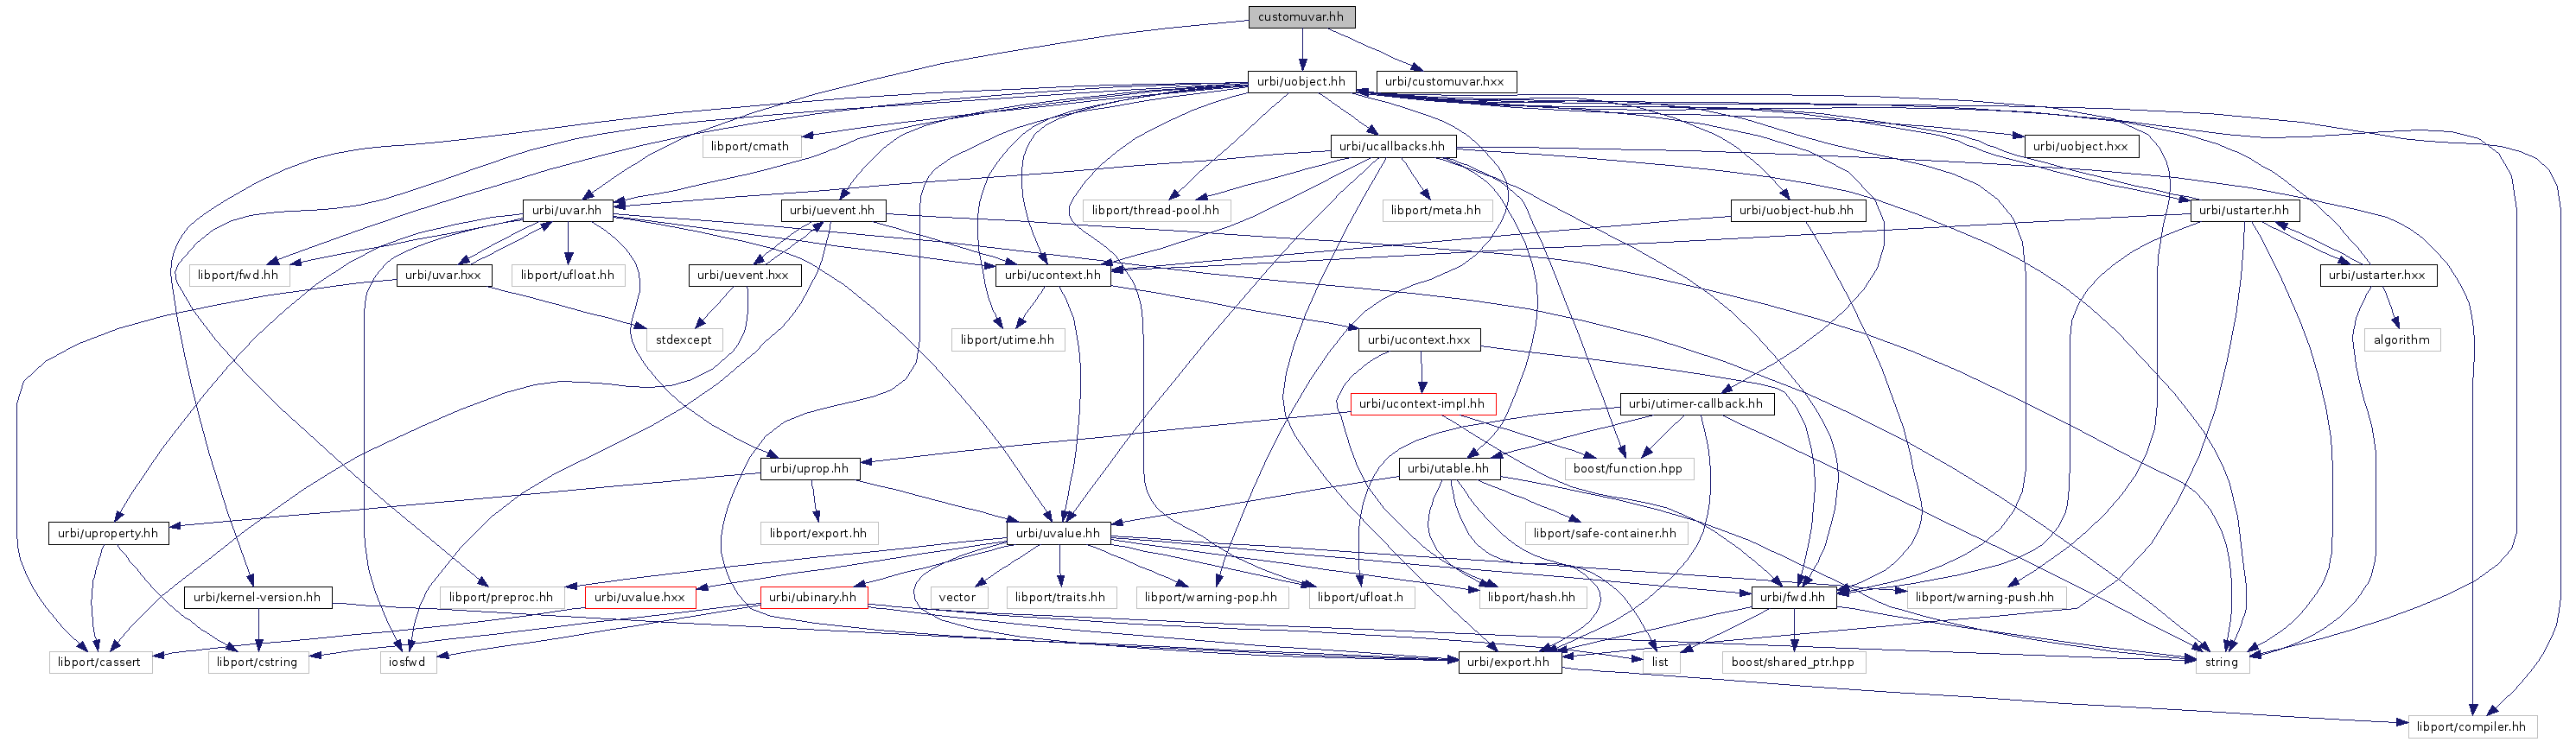 customuvar.hh
urbi/uobject.hh
urbi/customuvar.hxx
libport/cmath
urbi/ucallbacks.hh
urbi/uobject.hxx
urbi/uvar.hh
urbi/uevent.hh
libport/thread-pool.hh
libport/meta.hh
urbi/uobject-hub.hh
urbi/ustarter.hh
libport/fwd.hh
urbi/uvar.hxx
libport/ufloat.hh
urbi/uevent.hxx
urbi/ucontext.hh
urbi/ustarter.hxx
stdexcept
libport/utime.hh
urbi/ucontext.hxx
algorithm
urbi/ucontext-impl.hh
urbi/utimer-callback.hh
urbi/uprop.hh
urbi/utable.hh
boost/function.hpp
urbi/uproperty.hh
libport/export.hh
urbi/uvalue.hh
libport/safe-container.hh
urbi/kernel-version.hh
libport/preproc.hh
urbi/uvalue.hxx
urbi/ubinary.hh
vector
libport/traits.hh
libport/warning-pop.hh
libport/ufloat.h
libport/hash.hh
urbi/fwd.hh
libport/warning-push.hh
libport/cassert
libport/cstring
iosfwd
urbi/export.hh
list
boost/shared_ptr.hpp
string
libport/compiler.hh